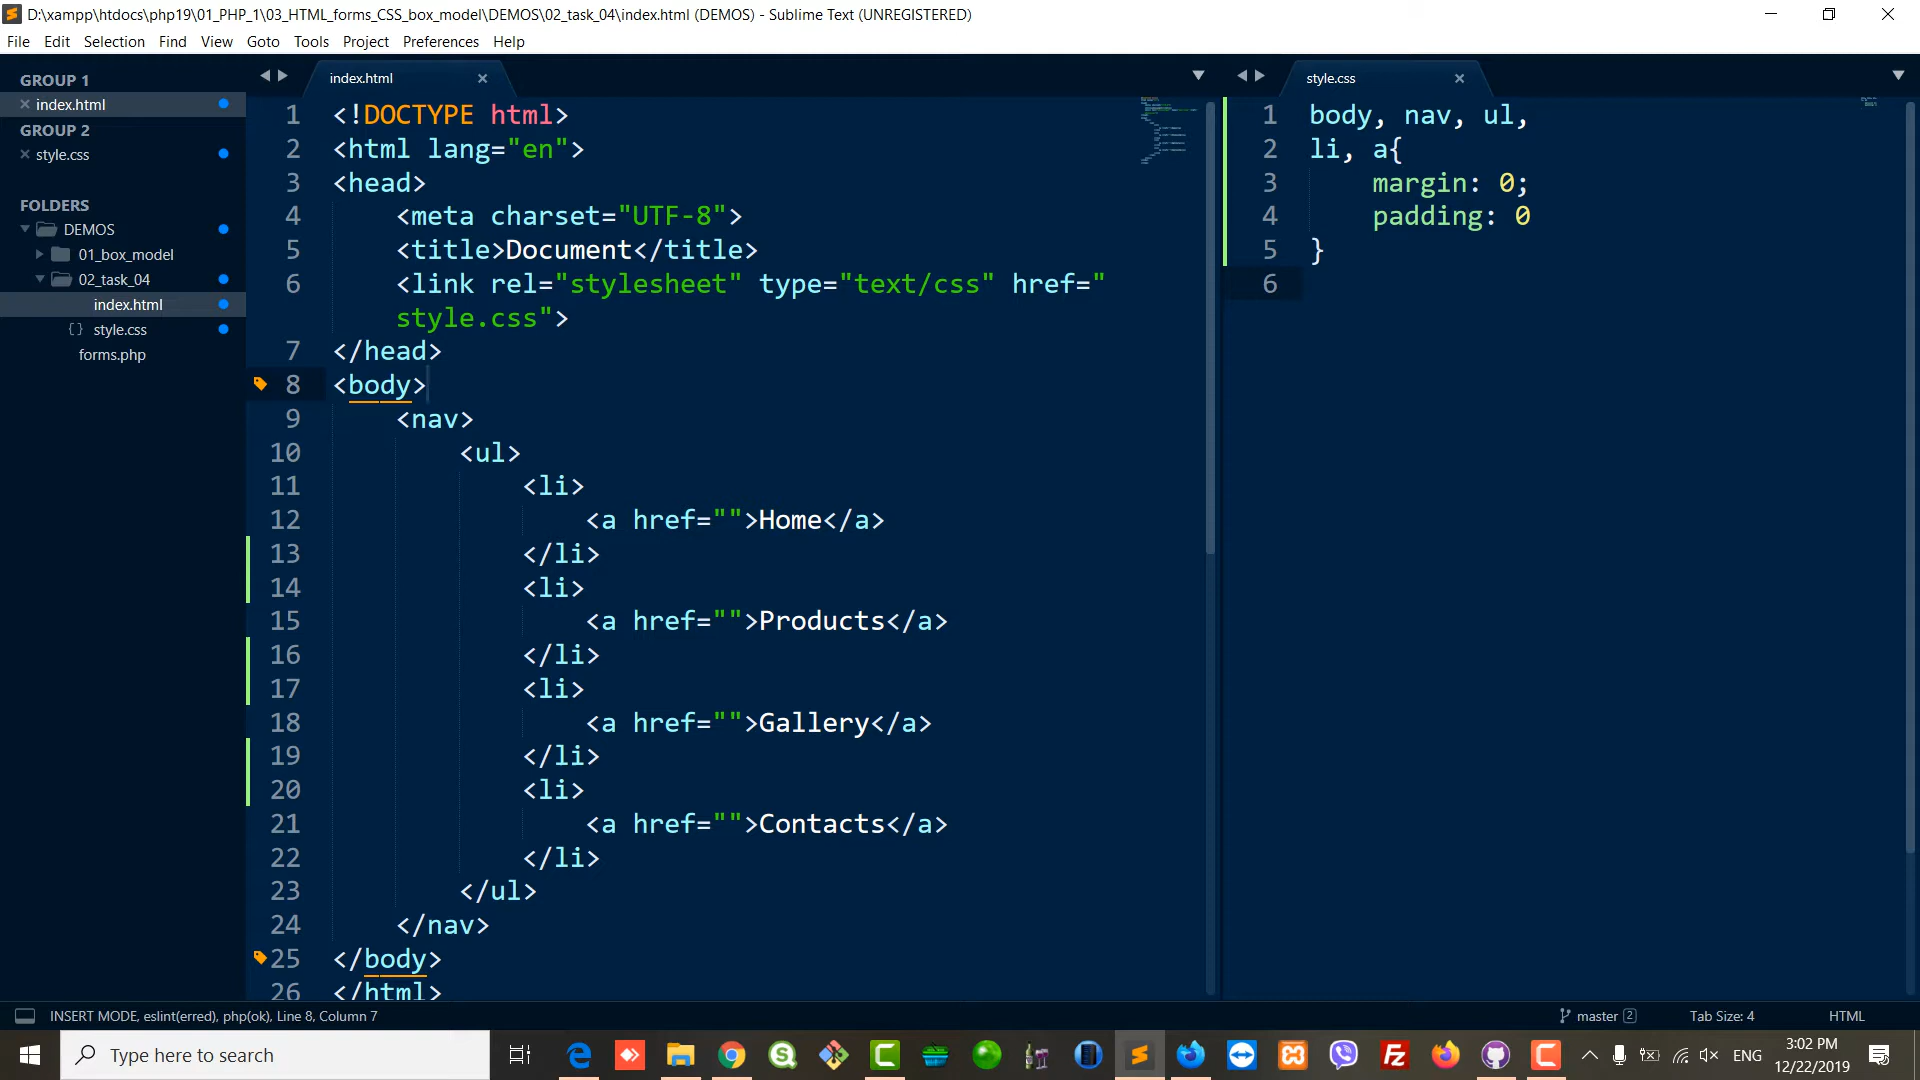 D:\xampp\htdocs\php19\01_PHP_1\03_HTML_forms_CSS_box_model\DEMOS\02_task_04\index.html (DEMOS) - Sublime Text (UNREGISTERED)
File Edit Selection Find View Goto Tools Project Preferences Help
GROUP 1
index.html
GROUP 2
style.css
FOLDERS
DEMOS
01_box_model
02_task_04
index.html
{} style.css
forms.php
index.html
1 <!DOCTYPE html>
2 <html lang="en">
3 <head>
4 <meta charset="UTF-8">
5 <title>Document</title>
6 <link rel="stylesheet" type="text/css" href="
style.css">
7 </head>
8 <body>
9 <nav>
10 <ul>
11 <li>
12 <a href="">Home</a>
13 </li>
14 <li>
15 <a href="">Products</a>
16 </li>
17 <li>
18 <a href="">Gallery</a>
19 </li>
20 <li>
21 <a href="">Contacts</a>
22 </li>
23 </ul>
24 </nav>
25 </body>
26 </html>
style.css
1 body, nav, ul,
2 li, a{
3 margin: 0;
4 padding: 0
5 }
6
INSERT MODE, eslint(erred), php(ok), Line 8, Column 7
master 2
Tab Size: 4
HTML
Type here to search
ENG
3:02 PM
12/22/2019